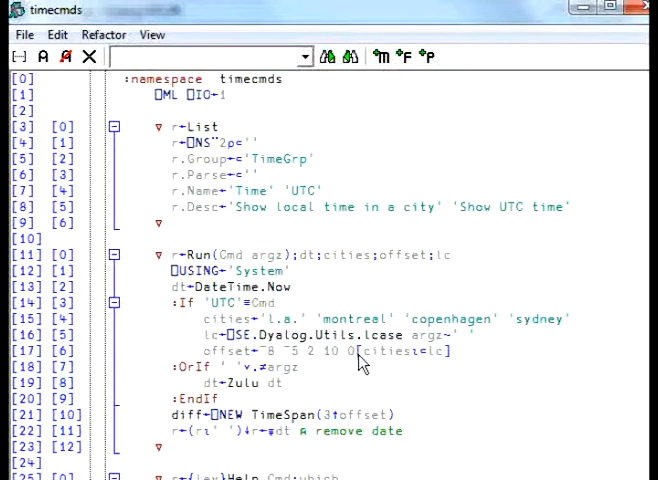 timecmds
File Edit Refactor View
[0] :namespace timecmds
[1] ⎕ML ⎕IO←1
[2]
[3] [0] ∇ r←List
[4] [1] r←⎕NS¨2⍴⊂''
[5] [2] r.Group←⊂'TimeGrp'
[6] [3] r.Parse←⊂''
[7] [4] r.Name←'Time' 'UTC'
[8] [5] r.Desc←'Show local time in a city' 'Show UTC time'
[9] [6] ∇
[10]
[11] [0] ∇ r←Run(Cmd argz);dt;cities;offset;lc
[12] [1] ⎕USING←'System'
[13] [2] dt←DateTime.Now
[14] [3] :If 'UTC'≡Cmd
[15] [4] cities←'l.a.' 'montreal' 'copenhagen' 'sydney'
[16] [5] lc←⎕SE.Dyalog.Utils.lcase argz~' '
[17] [6] offset←¯8 ¯5 2 10 0[cities⍳⊂lc]
[18] [7] :OrIf ' '∨.≠argz
[19] [8] dt←Zulu dt
[20] [9] :EndIf
[21] [10] diff←⎕NEW TimeSpan(3↑offset)
[22] [11] r←(r⍳' ')↓r←⍕dt ⍝ remove date
[23] [12] ∇
[24]
[25] [0] ∇ r←{lev}Help Cmd;which